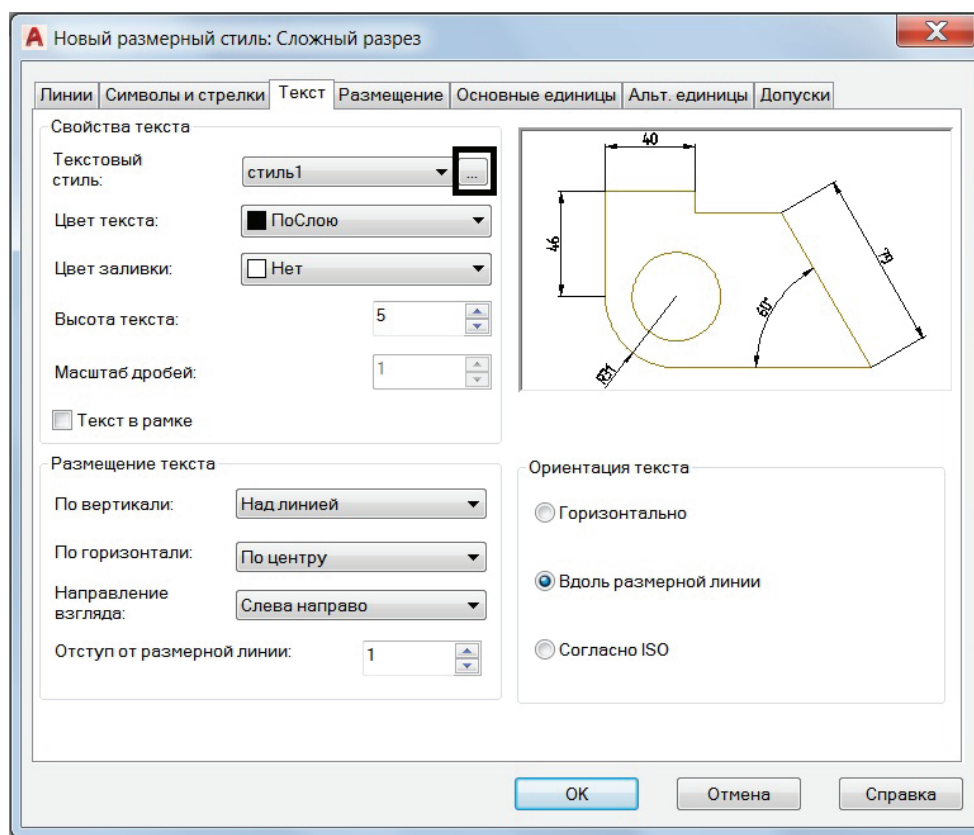 Новый размерный стиль: Сложный разрез
X
Линии Символы и стрелки Текст Размещение Основные единицы Альт. единицы Допуски
Свойства текста
Текстовый
стиль:
стиль1
...
Цвет текста:
ПоСлою
Цвет заливки:
Нет
Высота текста:
5
Масштаб дробей:
1
Текст в рамке
40
46
79
60°
R31
Размещение текста
По вертикали:
Над линией
По горизонтали:
По центру
Направление
взгляда:
Слева направо
Отступ от размерной линии:
1
Ориентация текста
Горизонтально
Вдоль размерной линии
Согласно ISO
OK Отмена Справка